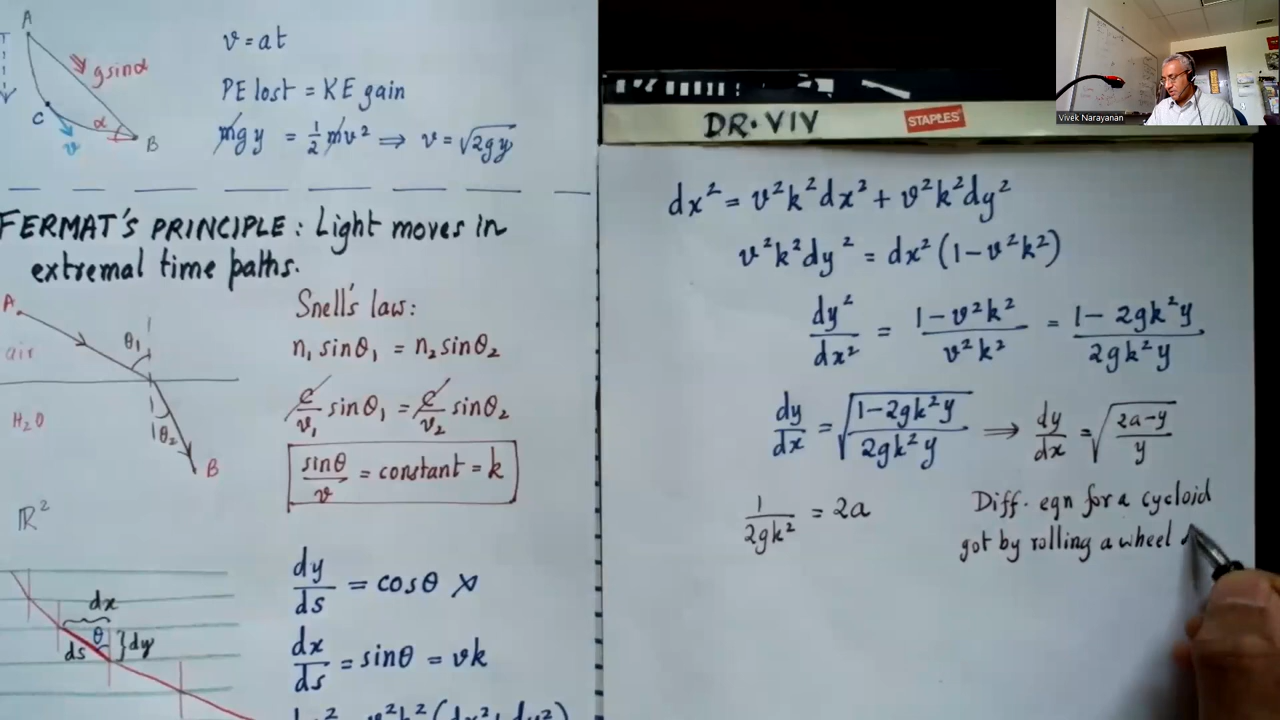 A
g sinα
C
α
v
B
v = at
PE lost = KE gain
mgy = 1/2 mv² ⇒ v = √2gy
FERMAT'S PRINCIPLE : Light moves in
extremal time paths.
A
air
θ₁
H₂O
θ₂
B
Snell's law:
n₁ sinθ₁ = n₂ sinθ₂
c/v₁ sinθ₁ = c/v₂ sinθ₂
sinθ/v = constant = k
ℝ²
dx
θ
ds
dy
dy/ds = cosθ ×
dx/ds = sinθ = vk
DR. VIV
STAPLES
Vivek Narayanan
dx² = v²k²dx² + v²k²dy²
v²k²dy² = dx²(1-v²k²)
dy²/dx² = 1-v²k²/v²k² = 1-2gk²y/2gk²y
dy/dx = √1-2gk²y/2gk²y ⇒ dy/dx = √2a-y/y
1/2gk² = 2a
Diff. eqn for a cycloid
got by rolling a wheel